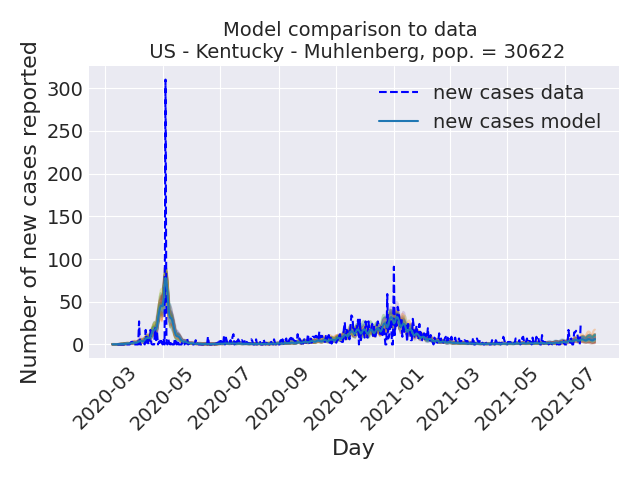 Model comparison to data
US - Kentucky - Muhlenberg, pop. = 30622
new cases data
new cases model
Number of new cases reported
300
250
200
150
100
50
0
2020-03
2020-05
2020-07
2020-09
2020-11
2021-01
2021-03
2021-05
2021-07
Day